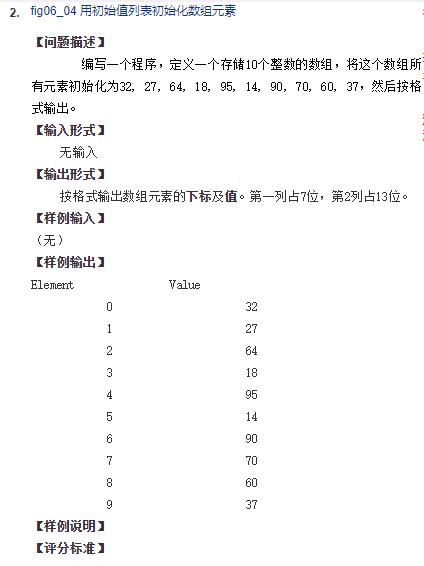 2. fig06_04 用初始值列表初始化数组元素
【问题描述】
编写一个程序，定义一个存储10个整数的数组，将这个数组所
有元素初始化为32, 27, 64, 18, 95, 14, 90, 70, 60, 37，然后按格
式输出。
【输入形式】
无输入
【输出形式】
按格式输出数组元素的下标及值。第一列占7位，第2列占13位。
【样例输入】
（无）
【样例输出】
Element Value
0 32
1 27
2 64
3 18
4 95
5 14
6 90
7 70
8 60
9 37
【样例说明】
【评分标准】